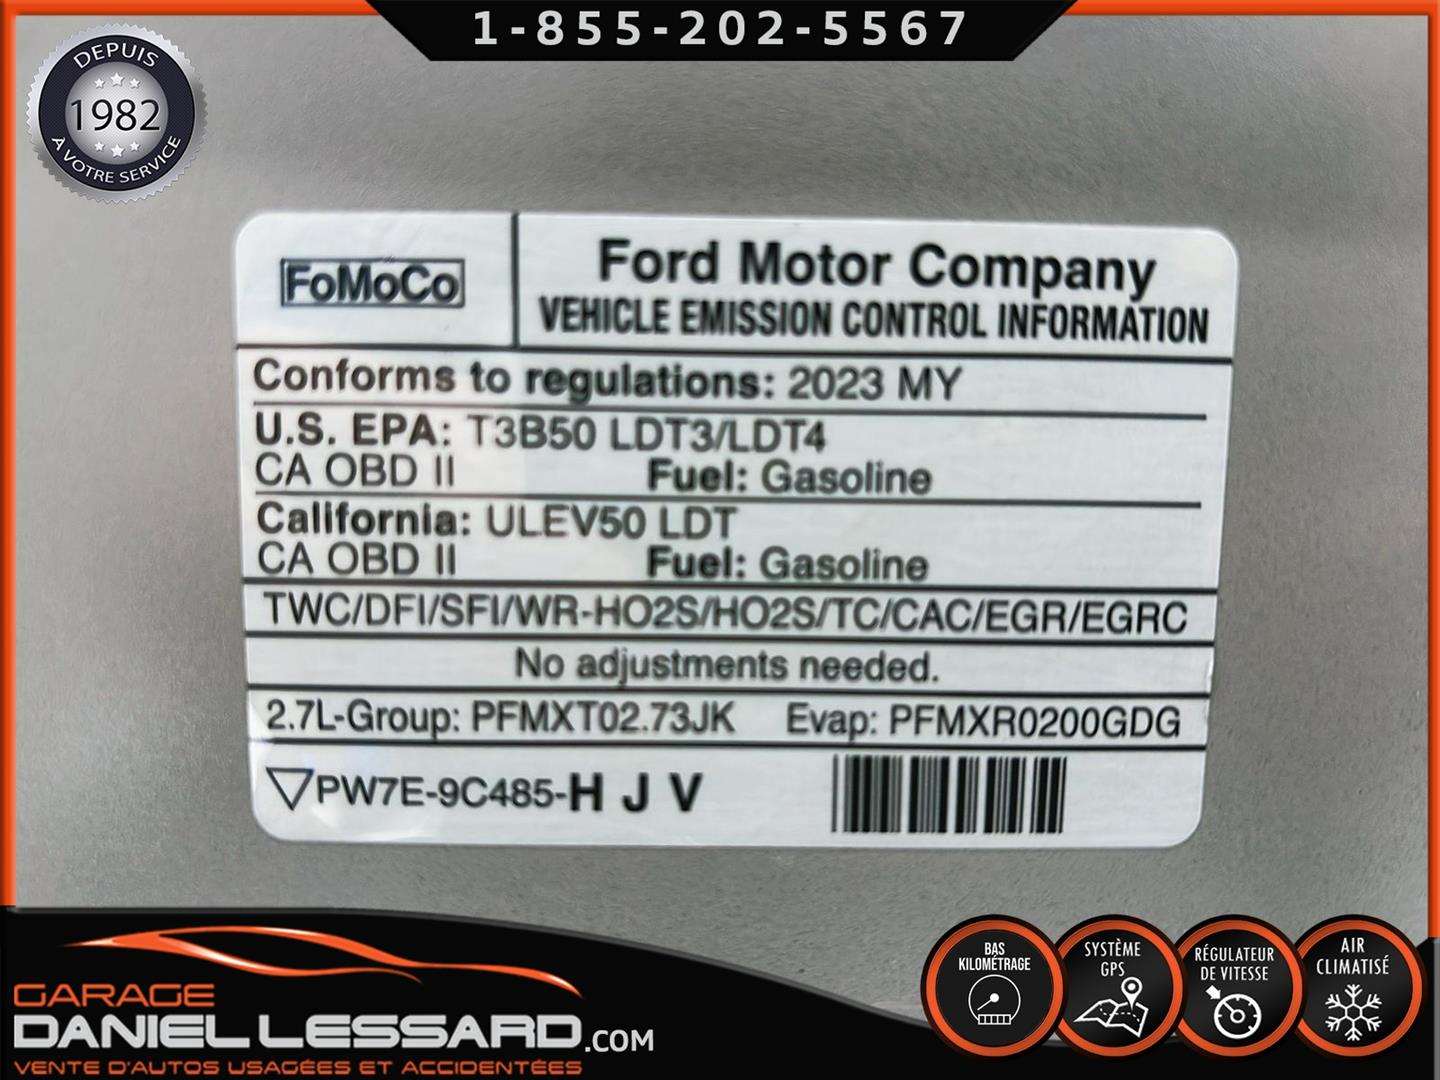 1-855-202-5567
DEPUIS
1982
À VOTRE SERVICE
FoMoCo
Ford Motor Company
VEHICLE EMISSION CONTROL INFORMATION
Conforms to regulations: 2023 MY
U.S. EPA: T3B50 LDT3/LDT4
CA OBD II Fuel: Gasoline
California: ULEV50 LDT
CA OBD II Fuel: Gasoline
TWC/DFI/SFI/WR-HO2S/HO2S/TC/CAC/EGR/EGRC
No adjustments needed.
2.7L-Group: PFMXT02.73JK Evap: PFMXR0200GDG
PW7E-9C485-H J V
GARAGE
DANIEL LESSARD.COM
VENTE D'AUTOS USAGÉES ET ACCIDENTÉES
BAS
KILOMÉTRAGE
SYSTÈME
GPS
RÉGULATEUR
DE VITESSE
AIR
CLIMATISÉ